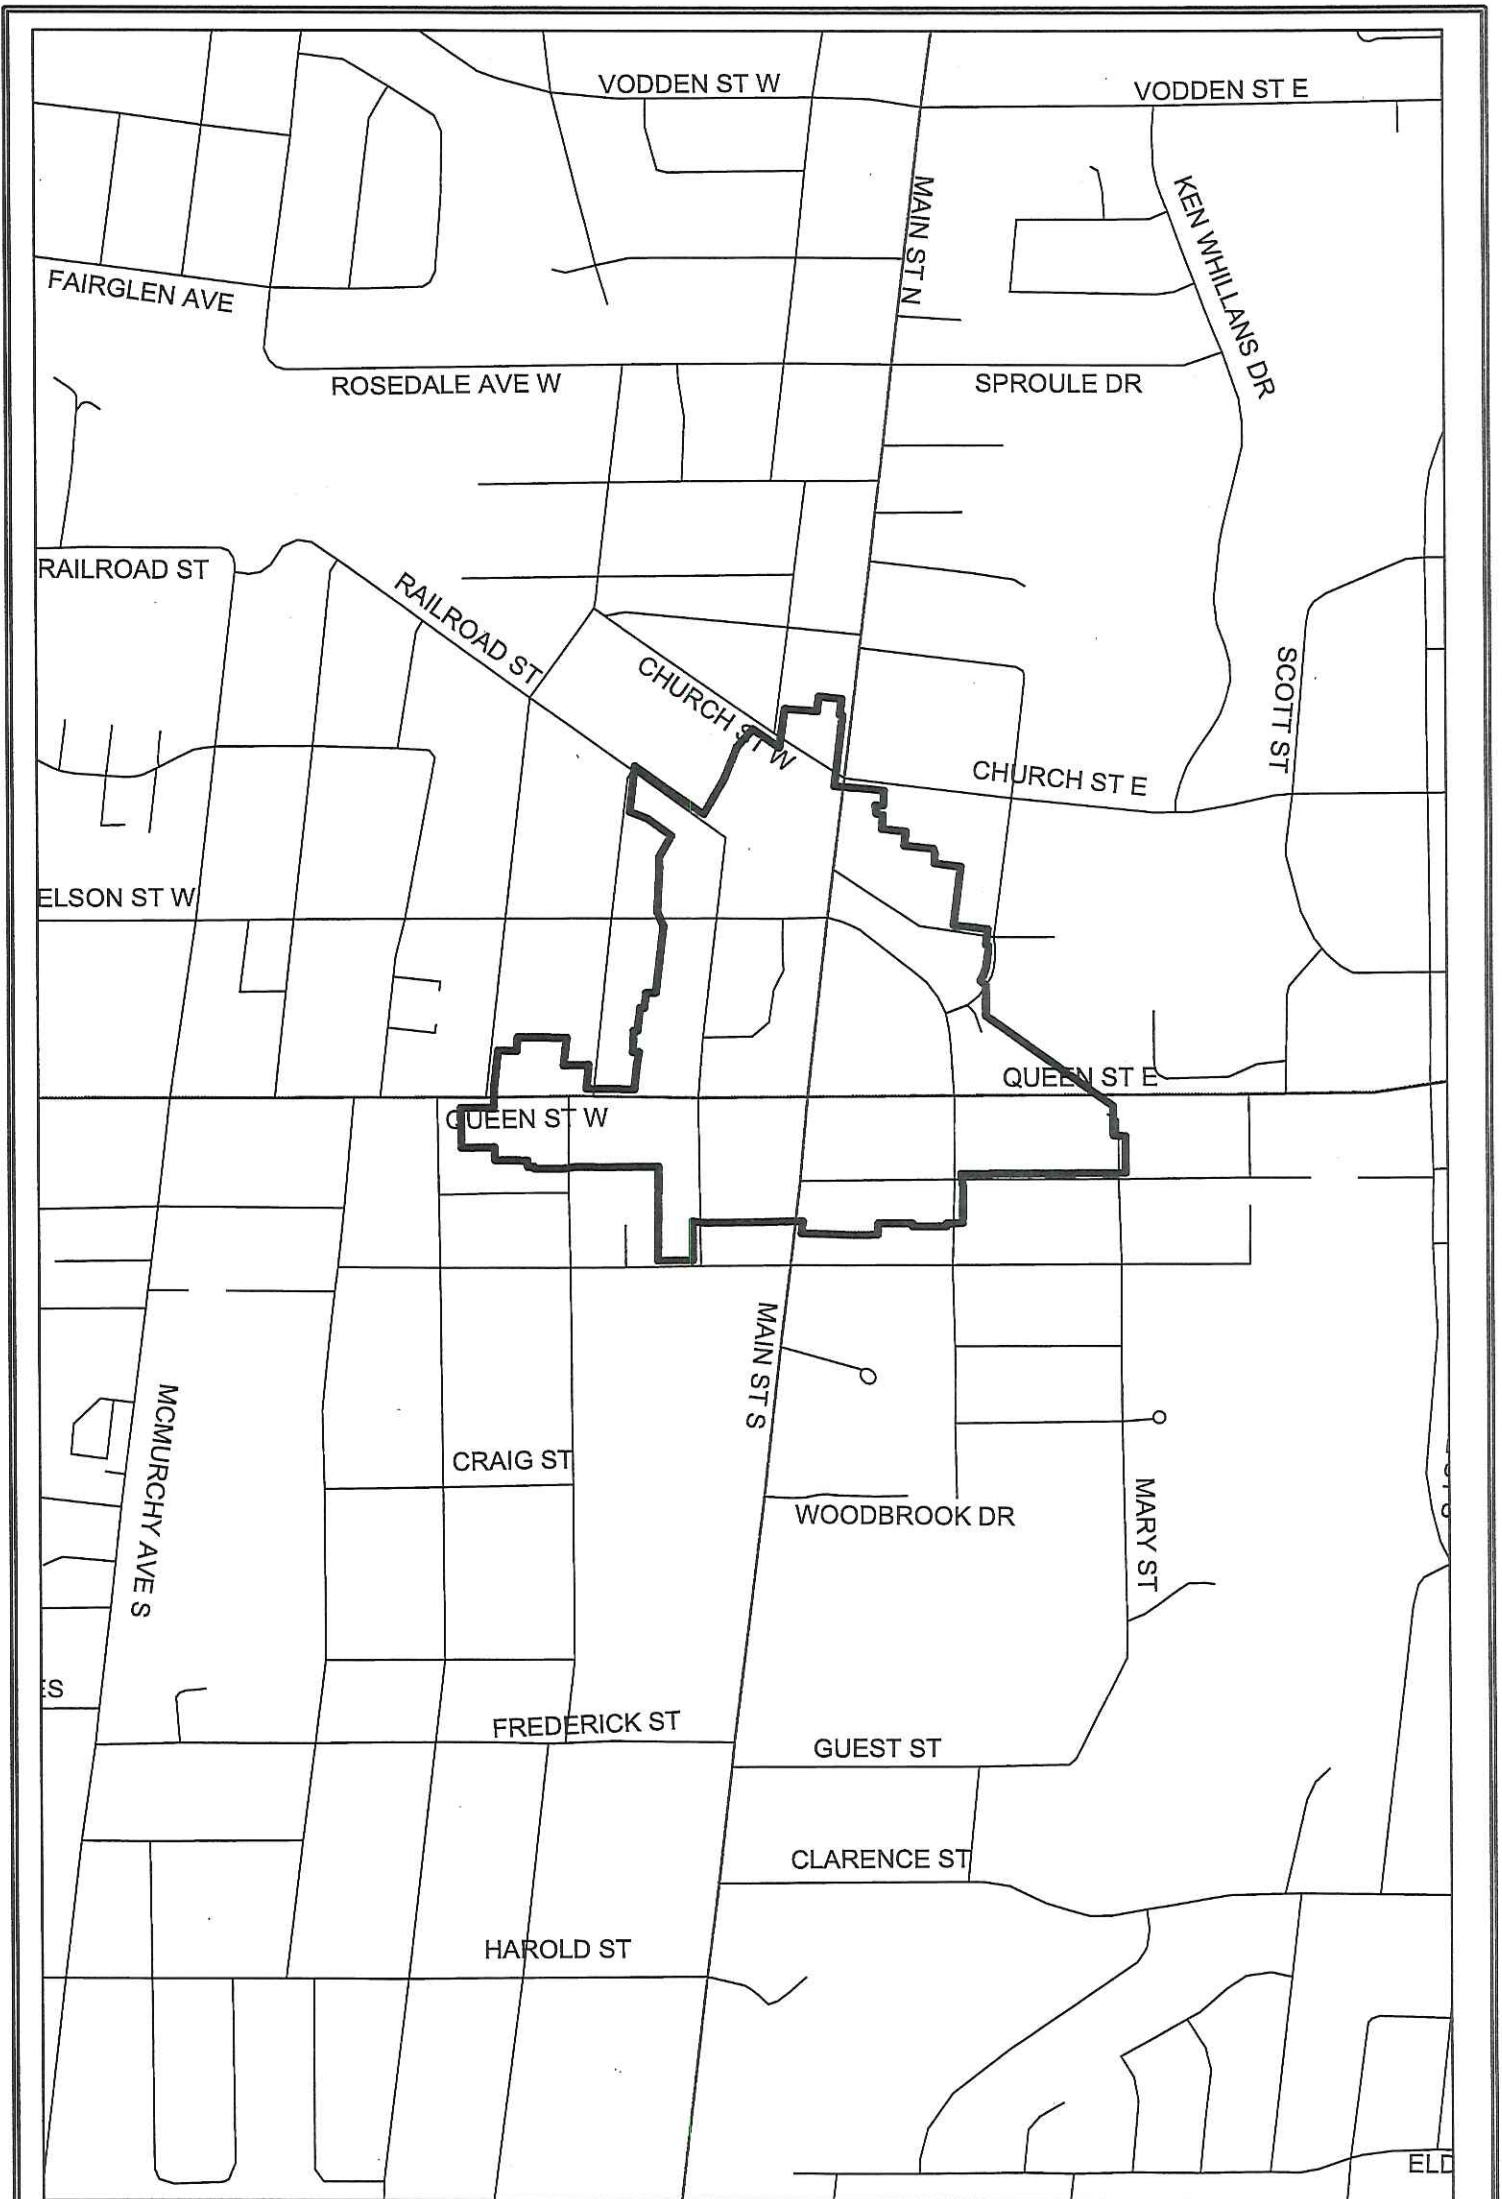 VODDEN ST W
VODDEN ST E
MAIN ST N
KEN WHILLANS DR
FAIRGLEN AVE
ROSEDALE AVE W
SPROULE DR
RAILROAD ST
RAILROAD ST
CHURCH ST W
SCOTT ST
CHURCH ST E
ELSON ST W
QUEEN ST E
QUEEN ST W
MAIN ST S
MCMURCHY AVE S
CRAIG ST
WOODBROOK DR
MARY ST
ES
FREDERICK ST
GUEST ST
CLARENCE ST
HAROLD ST
ELD